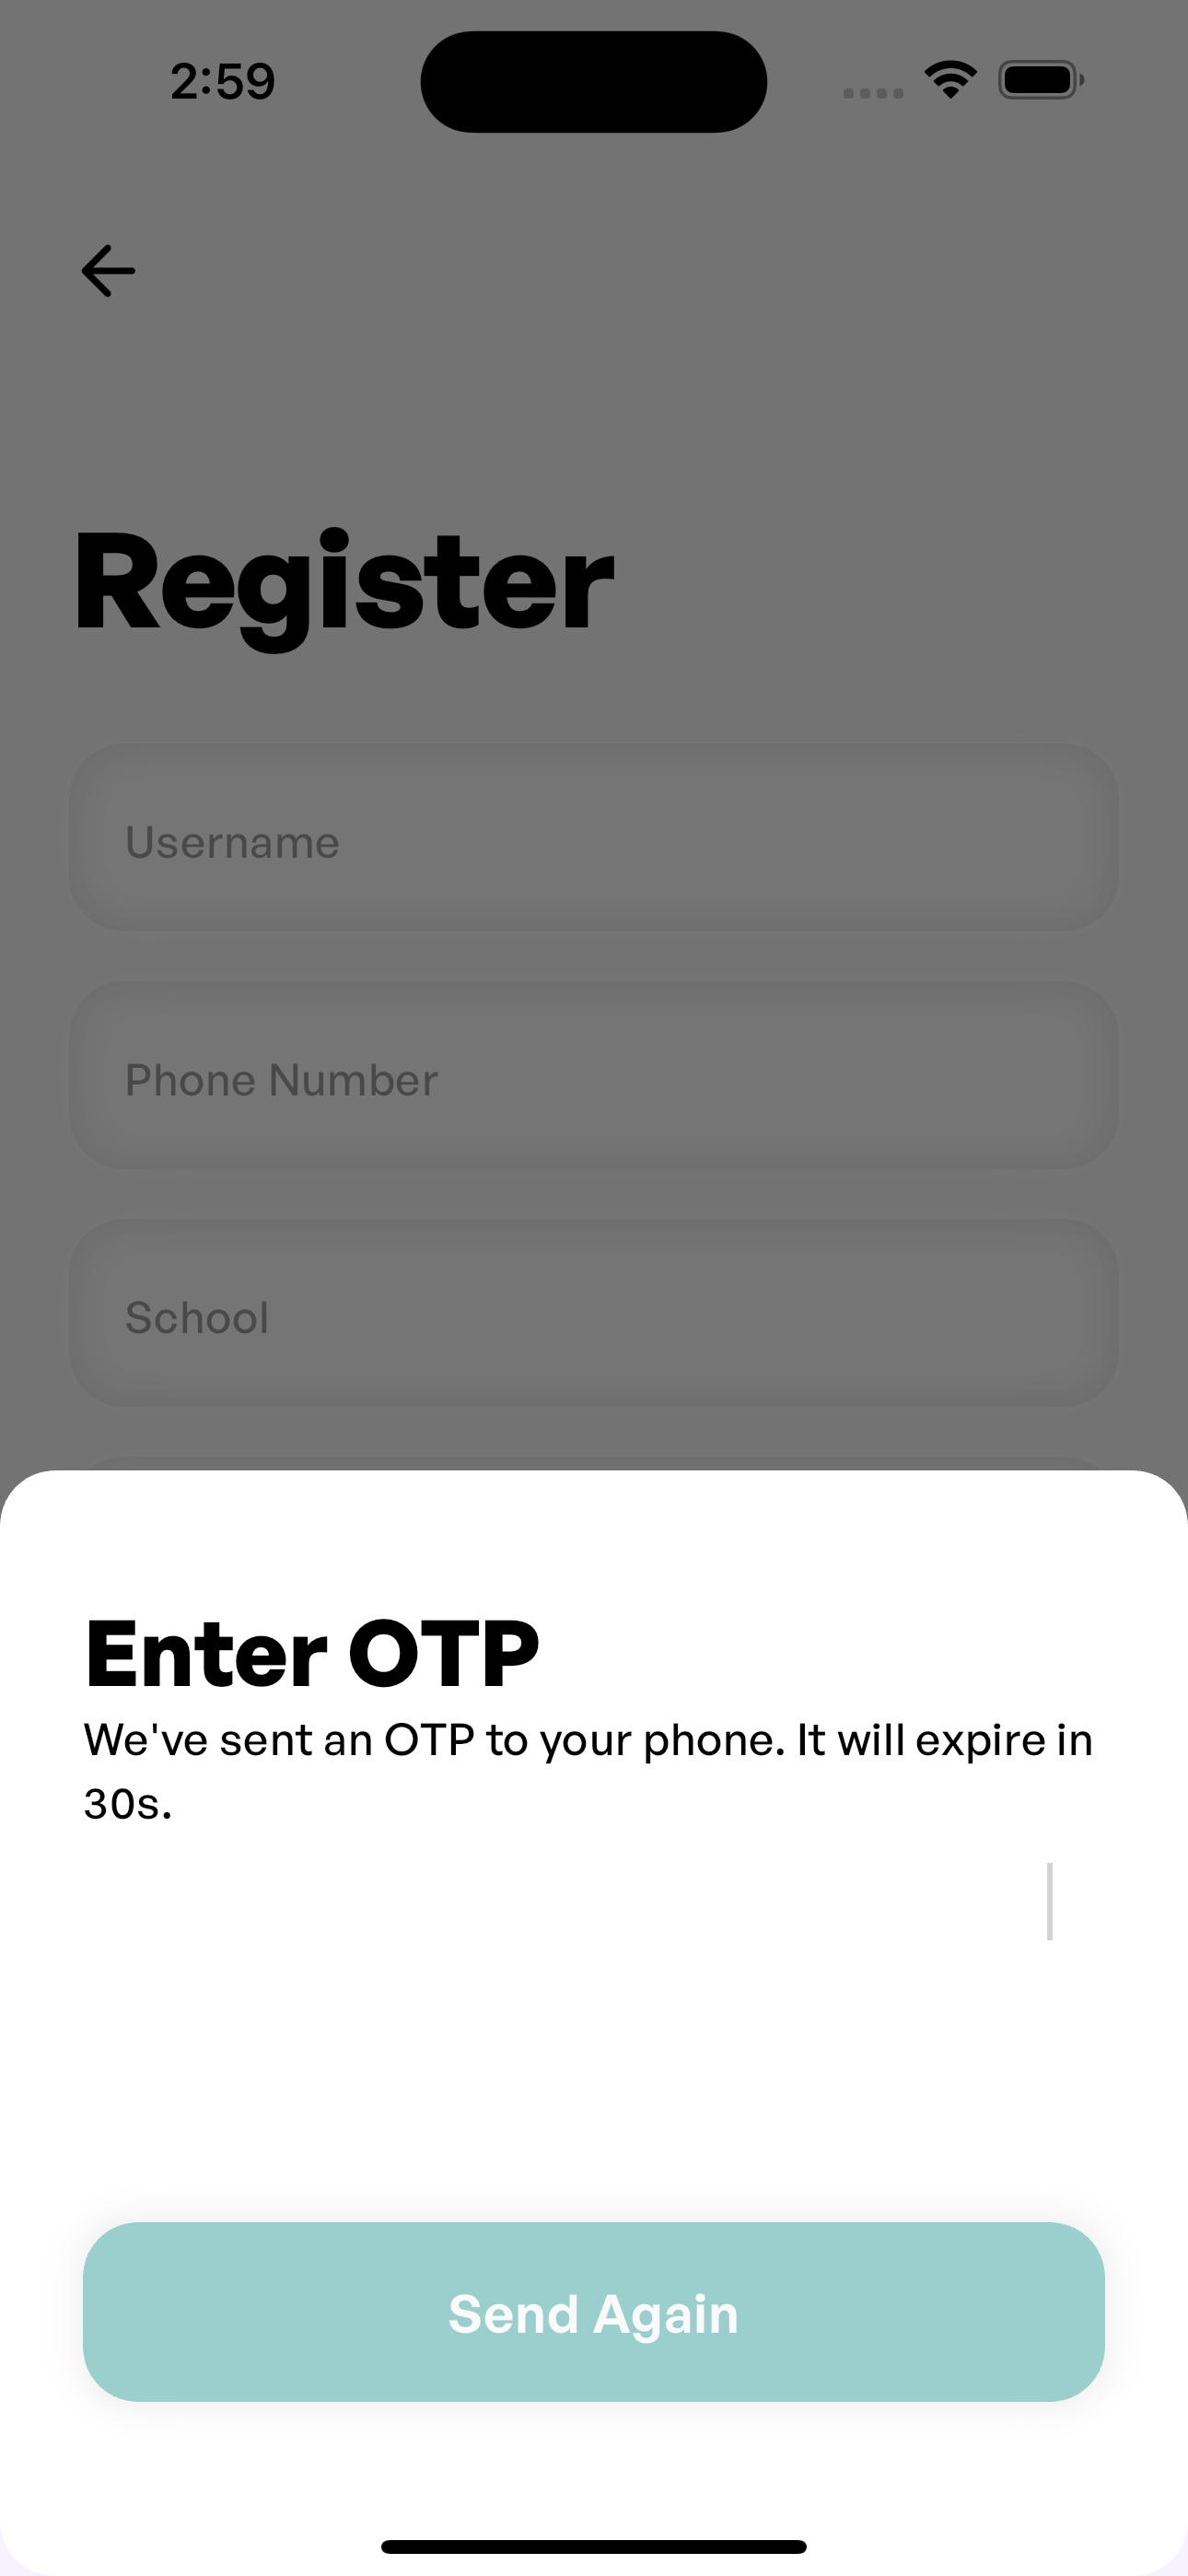 2:59
Register
Username
Phone Number
School
Enter OTP
We've sent an OTP to your phone. It will expire in
30s.
Send Again